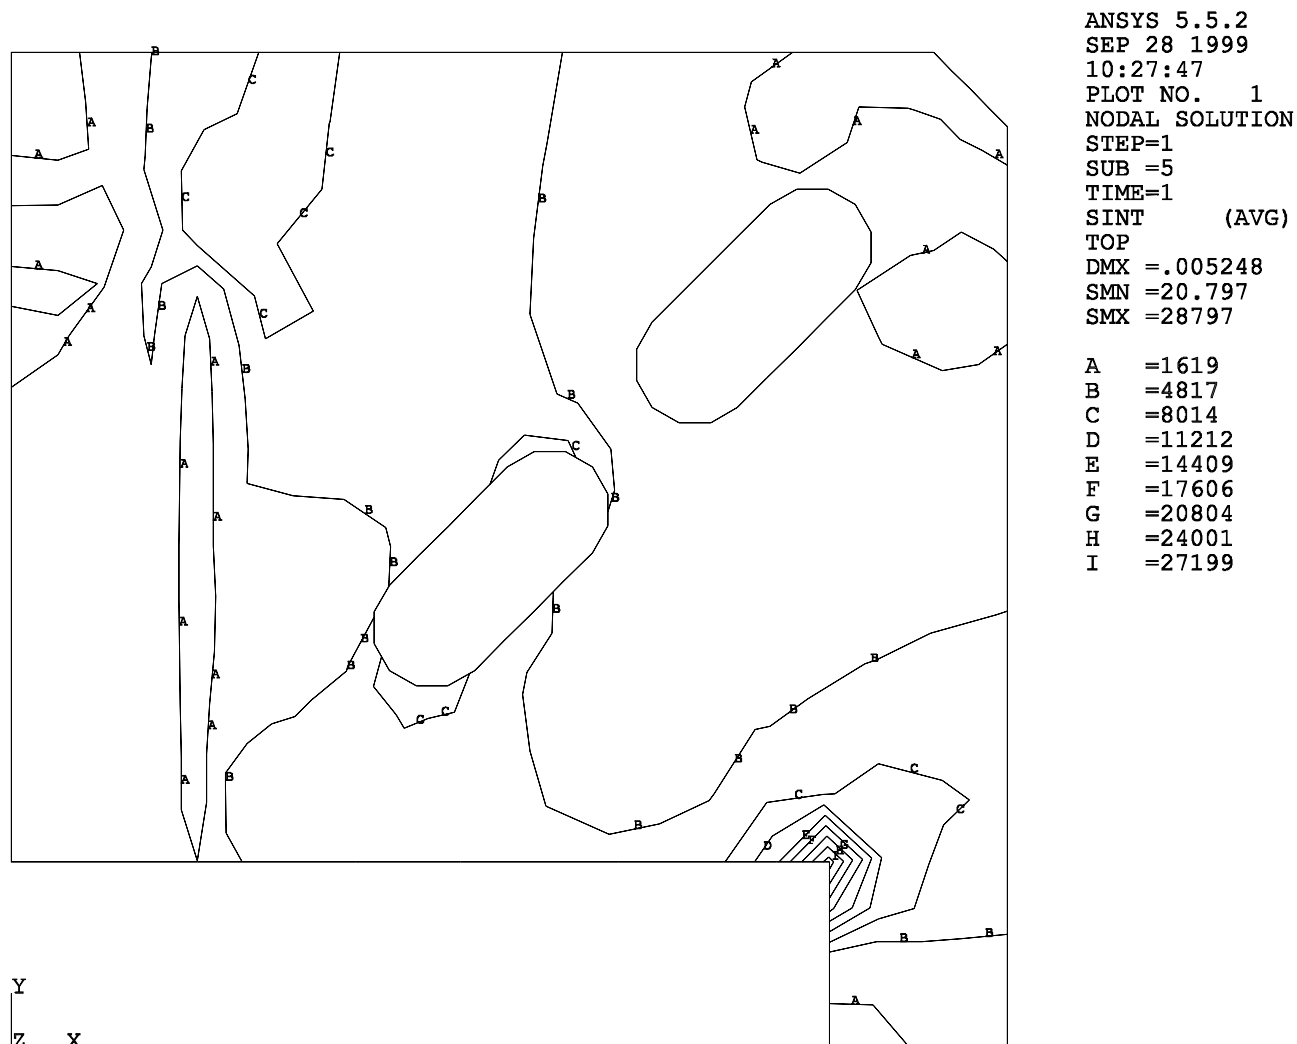 ANSYS 5.5.2
SEP 28 1999
10:27:47
PLOT NO. 1
NODAL SOLUTION
STEP=1
SUB =5
TIME=1
SINT (AVG)
TOP
DMX =.005248
SMN =20.797
SMX =28797
A =1619
B =4817
C =8014
D =11212
E =14409
F =17606
G =20804
H =24001
I =27199
B
A
C
A
B
A
A
A
C
A
C
B
C
A
A
B
C
B
A
A
B
A
A
B
B
C
A
B
B
A
B
B
A
B
B
B
A
B
C
C
A
B
B
C
A
C
C
B
E
F
D
G
B
B
A
Y
Z X